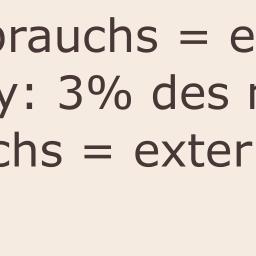 brauchs = e
y: 3% des
chs = exter